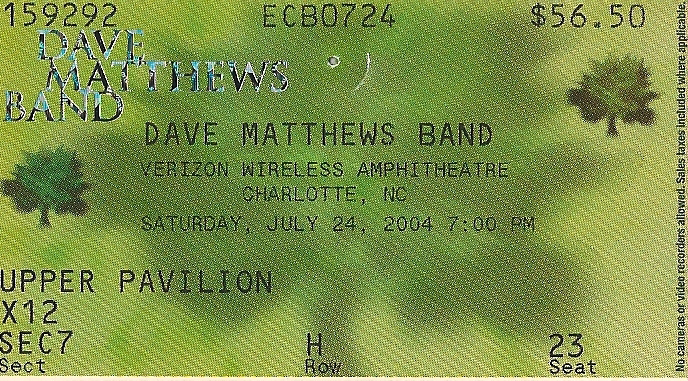 159292 ECB0724 $56.50
DAVE
MATTHEWS
BAND
DAVE MATTHEWS BAND
VERIZON WIRELESS AMPHITHEATRE
CHARLOTTE, NC
SATURDAY, JULY 24, 2004 7:00 PM
UPPER PAVILION
X12
SEC7 H 23
Sect Row Seat
No cameras or video recorders allowed. Sales taxes included where applicable.